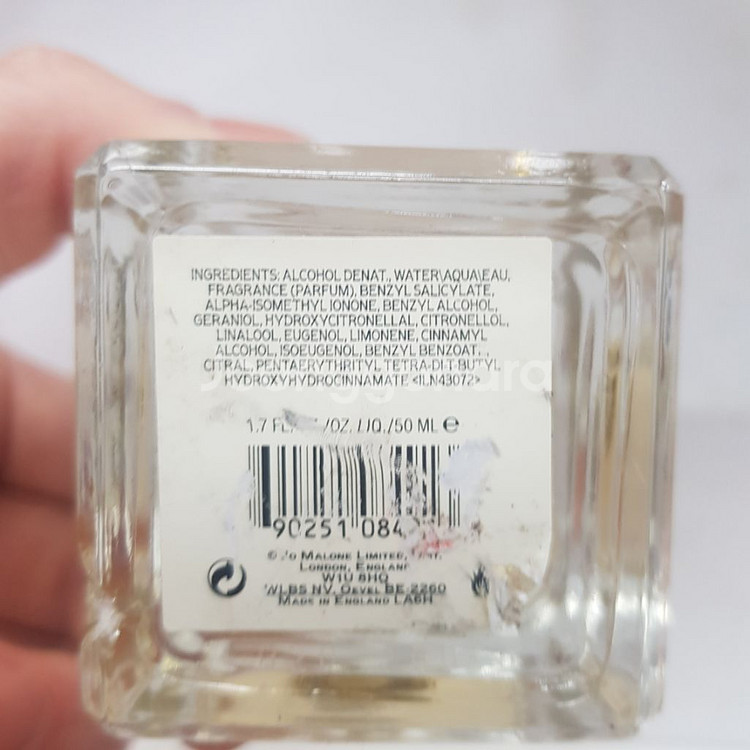 INGREDIENTS: ALCOHOL DENAT., WATER\AQUA\EAU,
FRAGRANCE (PARFUM), BENZYL SALICYLATE,
ALPHA-ISOMETHYL IONONE, BENZYL ALCOHOL,
GERANIOL, HYDROXYCITRONELLAL, CITRONELLOL,
LINALOOL, EUGENOL, LIMONENE, CINNAMYL
ALCOHOL, ISOEUGENOL, BENZYL BENZOAT
CITRAL, PENTAERYTHRITYL TETRA-DI-T-BUTYL
HYDROXYHYDROCINNAMATE <ILN43072>
1.7 FL. /OZ. LIQ./50 ML e
90251 084
© Jo MALONE LIMITED,
LONDON, ENGLAND
W1U 8HQ
WLBS NV. OEVEL BE-2260
MADE IN ENGLAND LA6H